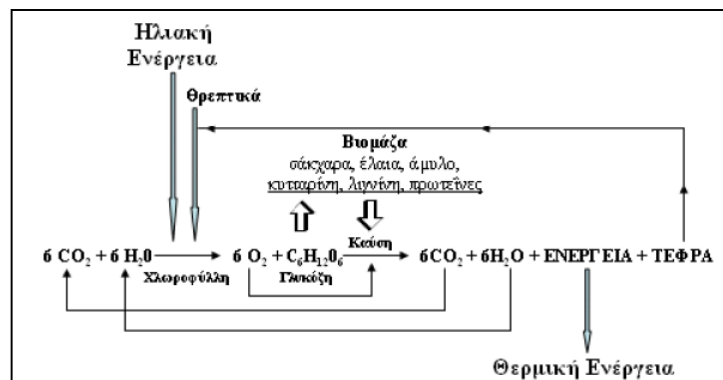 Ηλιακή
Ενέργεια
Θρεπτικά
Βιομάζα
σάκχαρα, έλαια, άμυλο,
κυτταρίνη, λιγνίνη, πρωτεΐνες
Καύση
6 CO₂ + 6 H₂0 6 O₂ + C₆H₁₂0₆ 6CO₂ + 6H₂O + ΕΝΕΡΓΕΙΑ + ΤΕΦΡΑ
Χλωροφύλλη Γλυκόζη
Θερμική Ενέργεια